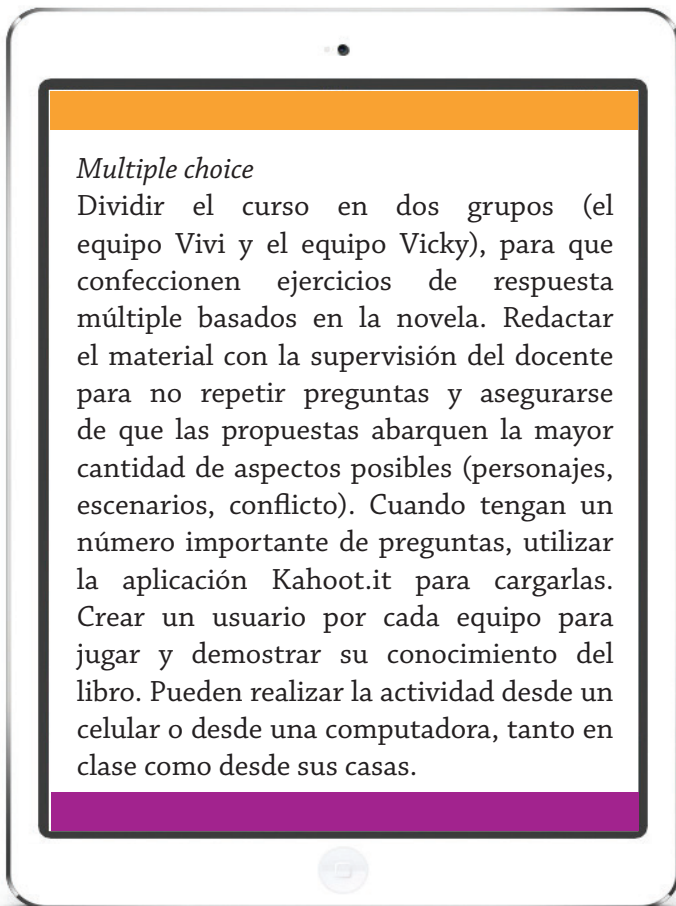 Multiple choice
Dividir el curso en dos grupos (el
equipo Vivi y el equipo Vicky), para que
confeccionen ejercicios de respuesta
múltiple basados en la novela. Redactar
el material con la supervisión del docente
para no repetir preguntas y asegurarse
de que las propuestas abarquen la mayor
cantidad de aspectos posibles (personajes,
escenarios, conflicto). Cuando tengan un
número importante de preguntas, utilizar
la aplicación Kahoot.it para cargarlas.
Crear un usuario por cada equipo para
jugar y demostrar su conocimiento del
libro. Pueden realizar la actividad desde un
celular o desde una computadora, tanto en
clase como desde sus casas.